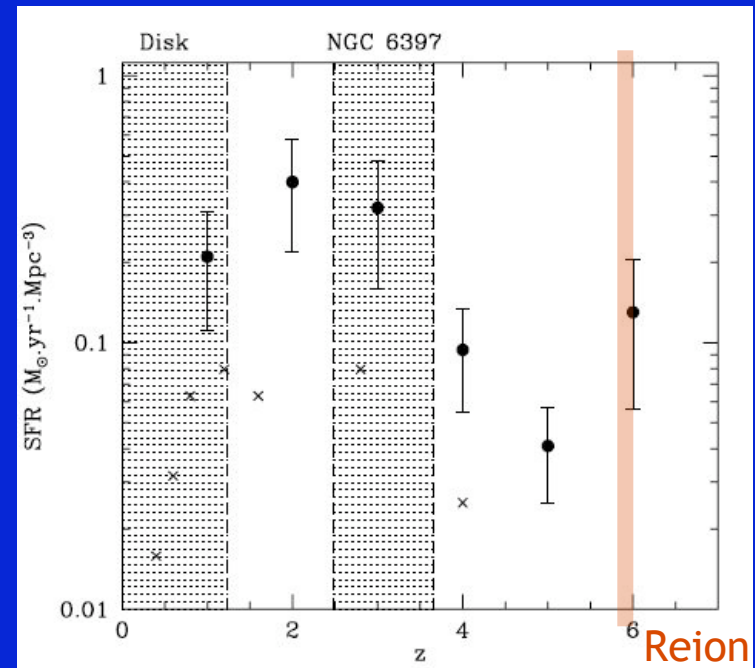 Disk NGC 6397
1
0.1
0.01
SFR (M⊙.yr⁻¹.Mpc⁻³)
0 2 4 6
z
Reion